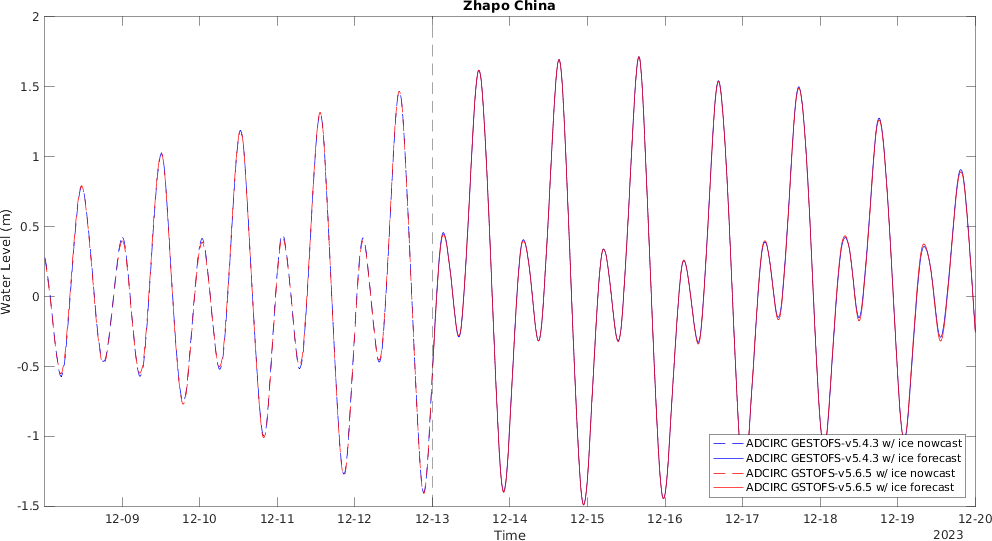 Zhapo China
2
1.5
1
0.5
0
-0.5
-1
-1.5
Water Level (m)
12-09 12-10 12-11 12-12 12-13 12-14 12-15 12-16 12-17 12-18 12-19 12-20
Time
2023
ADCIRC GESTOFS-v5.4.3 w/ ice nowcast
ADCIRC GESTOFS-v5.4.3 w/ ice forecast
ADCIRC GSTOFS-v5.6.5 w/ ice nowcast
ADCIRC GSTOFS-v5.6.5 w/ ice forecast